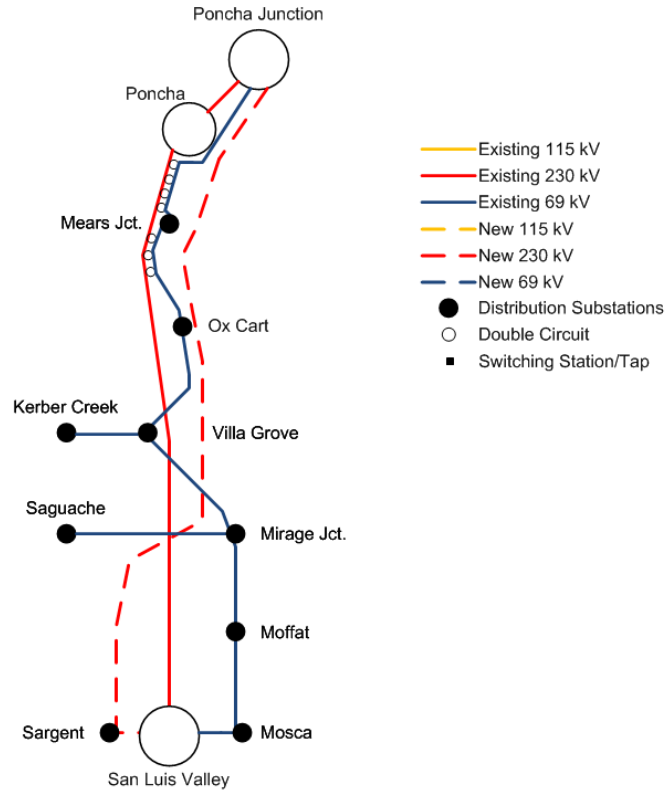 Poncha Junction
Poncha
Mears Jct.
Ox Cart
Kerber Creek
Villa Grove
Saguache
Mirage Jct.
Moffat
Sargent
Mosca
San Luis Valley
Existing 115 kV
Existing 230 kV
Existing 69 kV
New 115 kV
New 230 kV
New 69 kV
Distribution Substations
Double Circuit
Switching Station/Tap